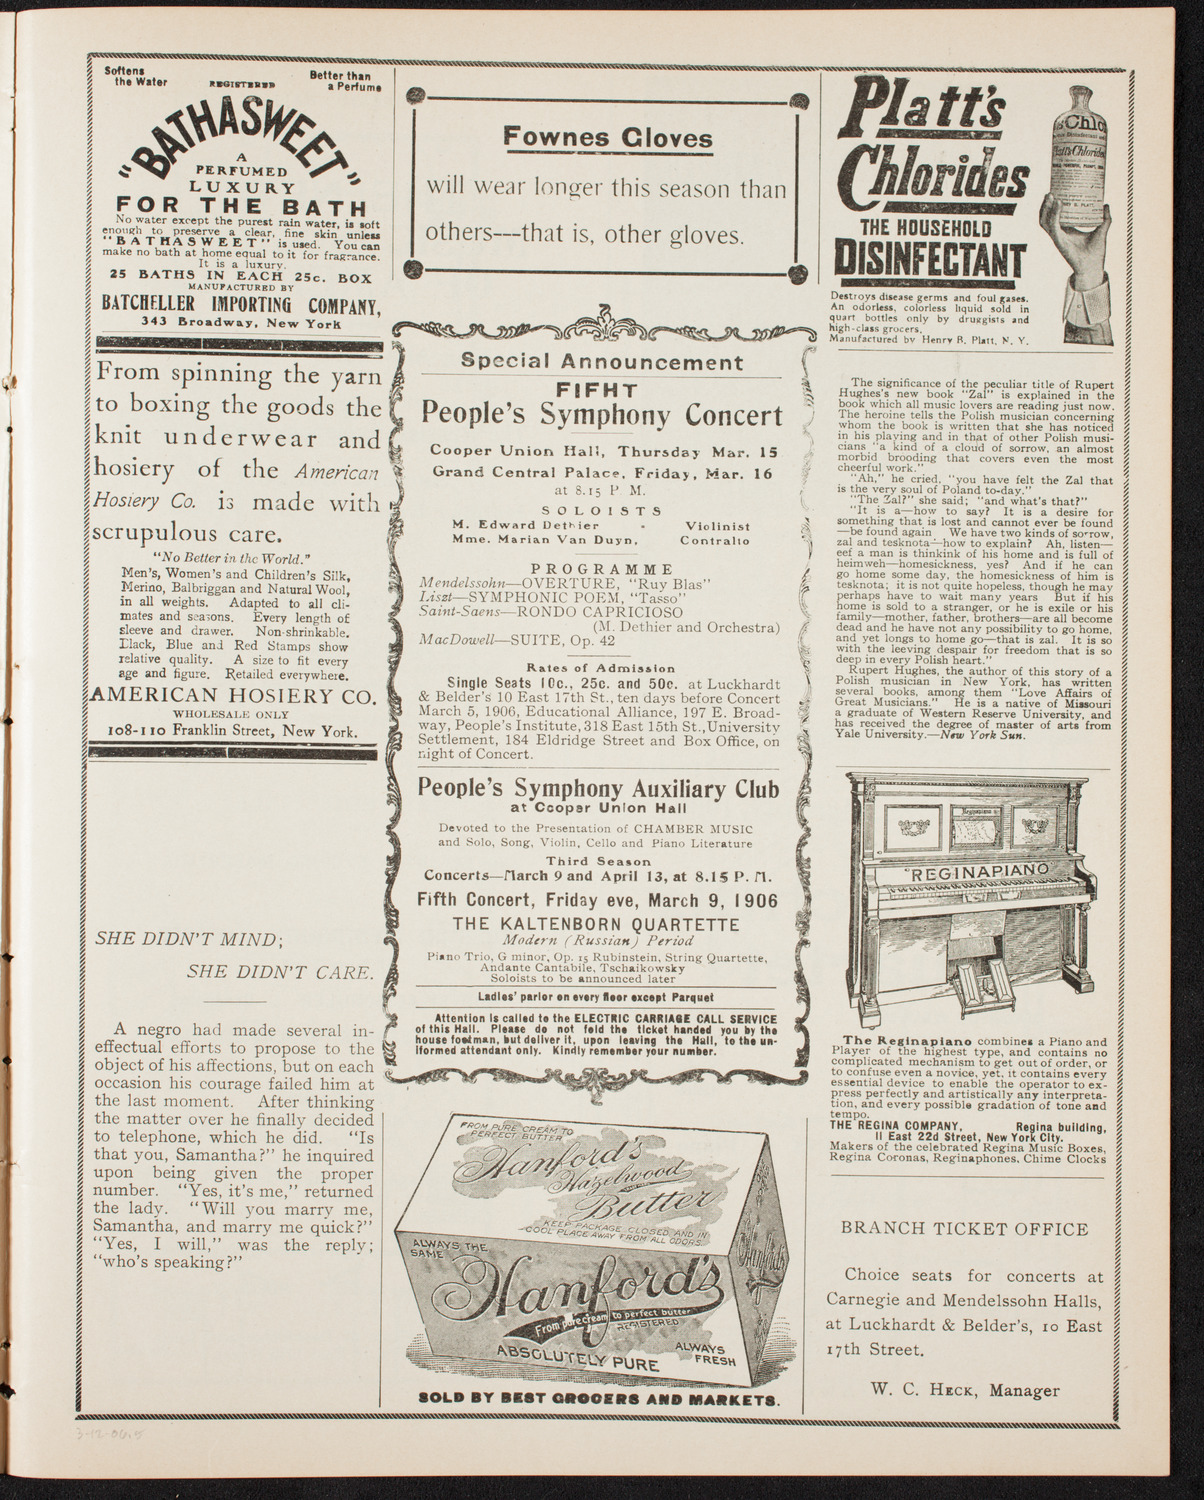 Softens
the Water
REGISTERED
Better than
a Perfume
"BATHASWEET"
A
PERFUMED
LUXURY
FOR THE BATH
No water except the purest rain water, is soft
enough to preserve a clear, fine skin unless
"BATHASWEET" is used. You can
make no bath at home equal to it for fragrance.
It is a luxury.
25 BATHS IN EACH 25c. BOX
MANUFACTURED BY
BATCHELLER IMPORTING COMPANY,
343 Broadway, New York
From spinning the yarn
to boxing the goods the
knit underwear and
hosiery of the American
Hosiery Co. is made with
scrupulous care.
"No Better in the World."
Men's, Women's and Children's Silk,
Merino, Balbriggan and Natural Wool,
in all weights. Adapted to all cli-
mates and seasons. Every length of
sleeve and drawer. Non-shrinkable.
Black, Blue and Red Stamps show
relative quality. A size to fit every
age and figure. Retailed everywhere.
AMERICAN HOSIERY CO.
WHOLESALE ONLY
108-110 Franklin Street, New York.
SHE DIDN'T MIND;
SHE DIDN'T CARE.
A negro had made several in-
effectual efforts to propose to the
object of his affections, but on each
occasion his courage failed him at
the last moment. After thinking
the matter over he finally decided
to telephone, which he did. "Is
that you, Samantha?" he inquired
upon being given the proper
number. "Yes, it's me," returned
the lady. "Will you marry me,
Samantha, and marry me quick?"
"Yes, I will," was the reply;
"who's speaking?"
Fownes Gloves
will wear longer this season than
others---that is, other gloves.
Special Announcement
FIFHT
People's Symphony Concert
Cooper Union Hall, Thursday Mar. 15
Grand Central Palace, Friday, Mar. 16
at 8.15 P M.
SOLOISTS
M. Edward Dethier - Violinist
Mme. Marian Van Duyn, Contralto
PROGRAMME
Mendelssohn—OVERTURE, "Ruy Blas"
Liszt—SYMPHONIC POEM, "Tasso"
Saint-Saens—RONDO CAPRICIOSO
(M. Dethier and Orchestra)
MacDowell—SUITE, Op. 42
Rates of Admission
Single Seats 10c., 25c. and 50c. at Luckhardt
& Belder's 10 East 17th St., ten days before Concert
March 5, 1906, Educational Alliance, 197 E. Broad-
way, People's Institute, 318 East 15th St., University
Settlement, 184 Eldridge Street and Box Office, on
night of Concert.
People's Symphony Auxiliary Club
at Cooper Union Hall
Devoted to the Presentation of CHAMBER MUSIC
and Solo, Song, Violin, Cello and Piano Literature
Third Season
Concerts—March 9 and April 13, at 8.15 P. M.
Fifth Concert, Friday eve, March 9, 1906
THE KALTENBORN QUARTETTE
Modern (Russian) Period
Piano Trio, G minor, Op. 15 Rubinstein, String Quartette,
Andante Cantabile, Tschaikowsky
Soloists to be announced later
Ladies' parlor on every floor except Parquet
Attention is called to the ELECTRIC CARRIAGE CALL SERVICE
of this Hall. Please do not fold the ticket handed you by the
house footman, but deliver it, upon leaving the Hall, to the un-
iformed attendant only. Kindly remember your number.
FROM PURE CREAM TO
PERFECT BUTTER
Hanford's
Hazelwood
Butter
KEEP PACKAGE CLOSED AND IN
COOL PLACE AWAY FROM ALL ODORS.
ALWAYS THE
SAME
Hanford's
Hanford's
From pure cream to perfect butter
REGISTERED
ABSOLUTELY PURE
ALWAYS
FRESH
SOLD BY BEST GROCERS AND MARKETS.
Platt's
Chlorides
THE HOUSEHOLD
DISINFECTANT
Chlo
Platt's Chlorides
Destroys disease germs and foul gases.
An odorless, colorless liquid sold in
quart bottles only by druggists and
high-class grocers.
Manufactured by Henry B. Platt, N. Y.
The significance of the peculiar title of Rupert
Hughes's new book "Zal" is explained in the
book which all music lovers are reading just now.
The heroine tells the Polish musician concerning
whom the book is written that she has noticed
in his playing and in that of other Polish musi-
cians "a kind of a cloud of sorrow, an almost
morbid brooding that covers even the most
cheerful work."
"Ah," he cried, "you have felt the Zal that
is the very soul of Poland to-day."
"The Zal?" she said; "and what's that?"
"It is a—how to say? It is a desire for
something that is lost and cannot ever be found
—be found again We have two kinds of sorrow,
zal and tesknota—how to explain? Ah, listen—
eef a man is thinkink of his home and is full of
heimweh—homesickness, yes? And if he can
go home some day, the homesickness of him is
tesknota; it is not quite hopeless, though he may
perhaps have to wait many years But if his
home is sold to a stranger, or he is exile or his
family—mother, father, brothers—are all become
dead and he have not any possibility to go home,
and yet longs to home go—that is zal. It is so
with the leeving despair for freedom that is so
deep in every Polish heart."
Rupert Hughes, the author of this story of a
Polish musician in New York, has written
several books, among them "Love Affairs of
Great Musicians." He is a native of Missouri
a graduate of Western Reserve University, and
has received the degree of master of arts from
Yale University.—New York Sun.
Reginapiano
REGINAPIANO
The Reginapiano combines a Piano and
Player of the highest type, and contains no
complicated mechanism to get out of order, or
to confuse even a novice, yet, it contains every
essential device to enable the operator to ex-
press perfectly and artistically any interpreta-
tion, and every possible gradation of tone and
tempo.
THE REGINA COMPANY, Regina building,
11 East 22d Street, New York City.
Makers of the celebrated Regina Music Boxes,
Regina Coronas, Reginaphones, Chime Clocks
BRANCH TICKET OFFICE
Choice seats for concerts at
Carnegie and Mendelssohn Halls,
at Luckhardt & Belder's, 10 East
17th Street.
W. C. HECK, Manager
3-12-06.5